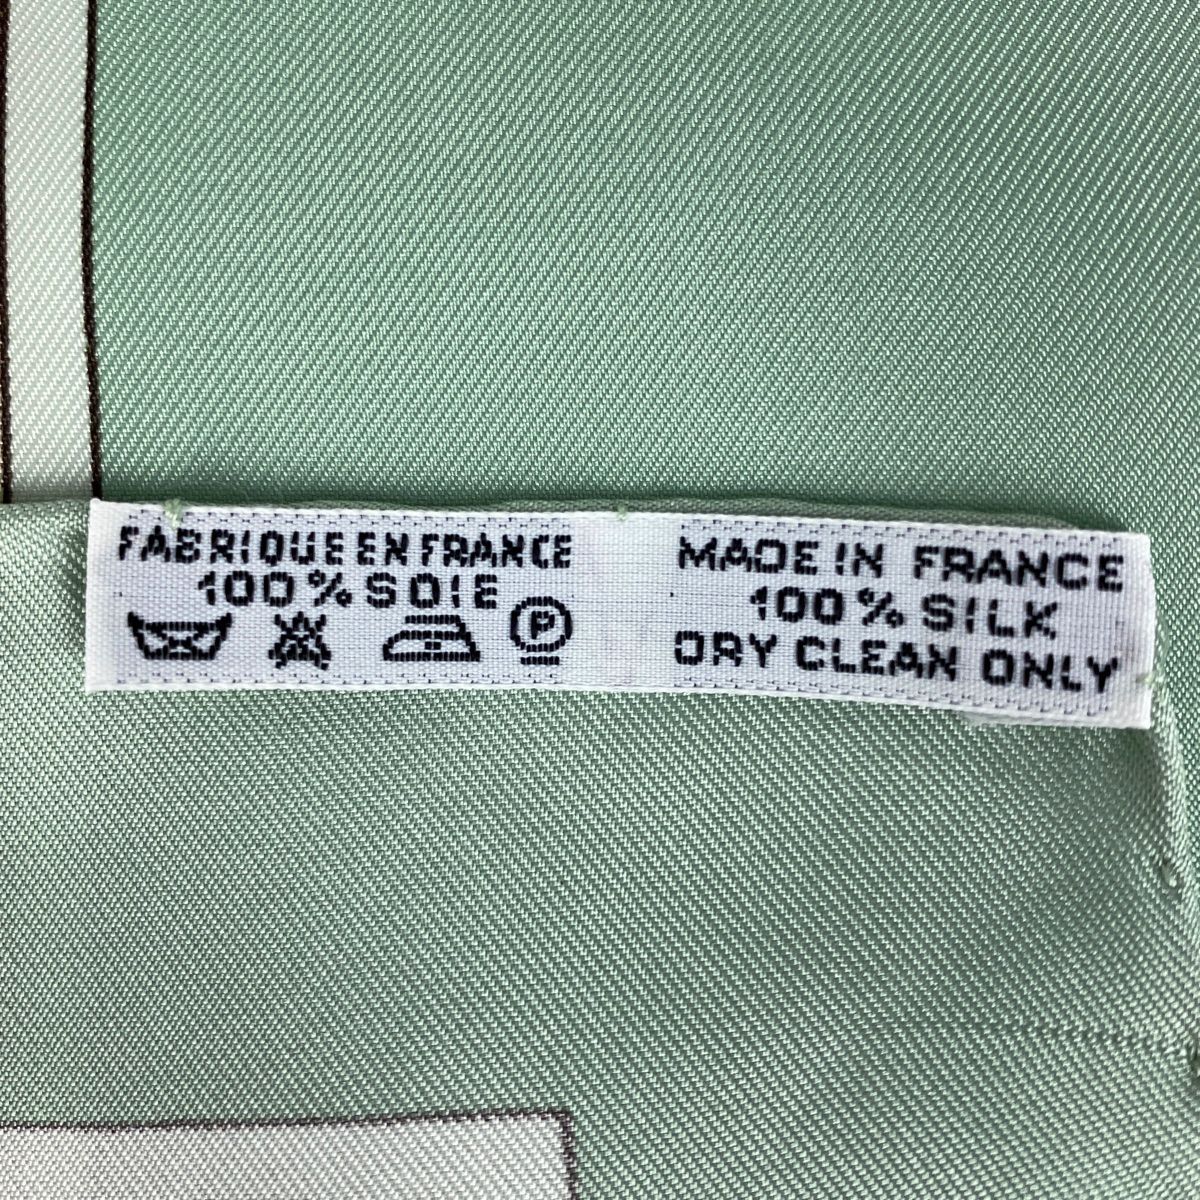 FABRIQUE EN FRANCE
100% SOIE
P
MADE IN FRANCE
100% SILK
DRY CLEAN ONLY